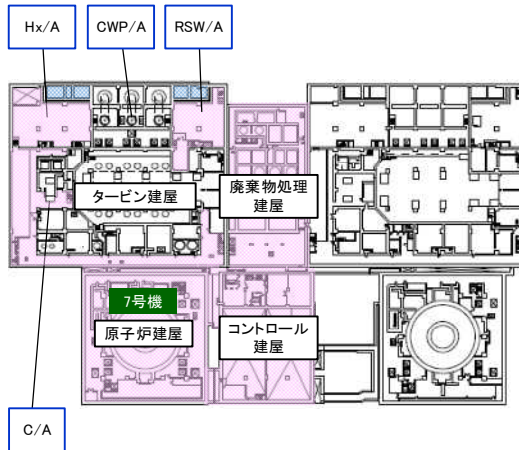 Hx/A
CWP/A
RSW/A
タービン建屋
廃棄物処理
建屋
7号機
原子炉建屋
コントロール
建屋
C/A